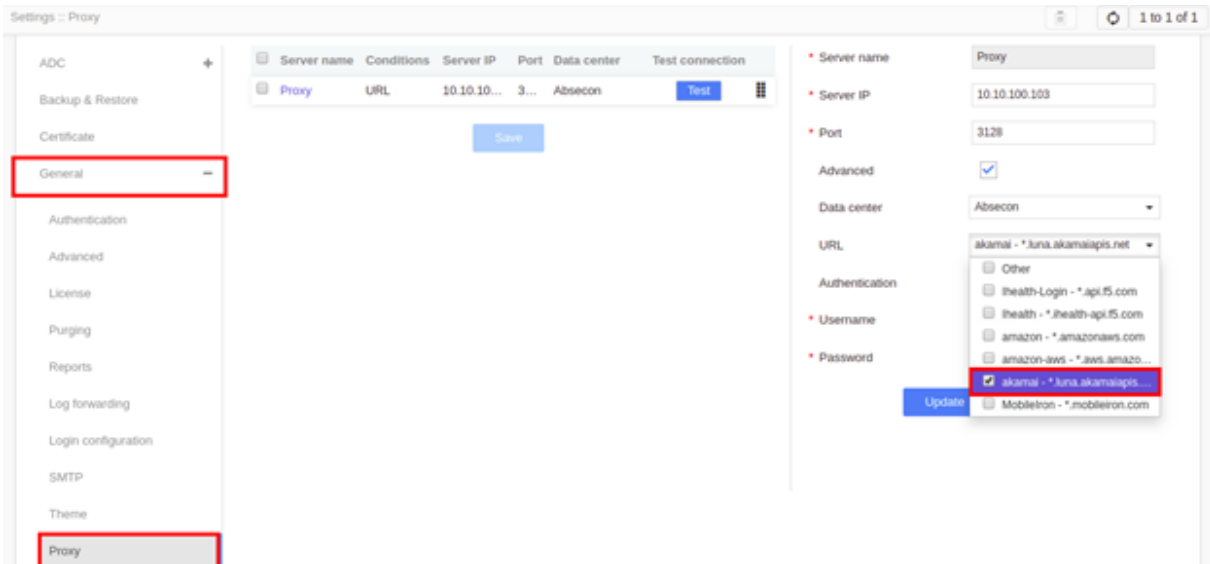 Settings :: Proxy
1 to 1 of 1
ADC
Backup & Restore
Certificate
General
Authentication
Advanced
License
Purging
Reports
Log forwarding
Login configuration
SMTP
Theme
Proxy
Server name Conditions Server IP Port Data center Test connection
Proxy URL 10.10.10... 3... Absecon Test
Save
* Server name Proxy
* Server IP 10.10.100.103
* Port 3128
Advanced
Data center Absecon
URL akamai - *.luna.akamaiapis.net
Authentication
* Username
* Password
Update
Other
Ihealth-Login - *.api.f5.com
Ihealth - *.ihealth-api.f5.com
amazon - *.amazonaws.com
amazon-aws - *.aws.amazo...
akamai - *.luna.akamaiapis....
MobileIron - *.mobileiron.com